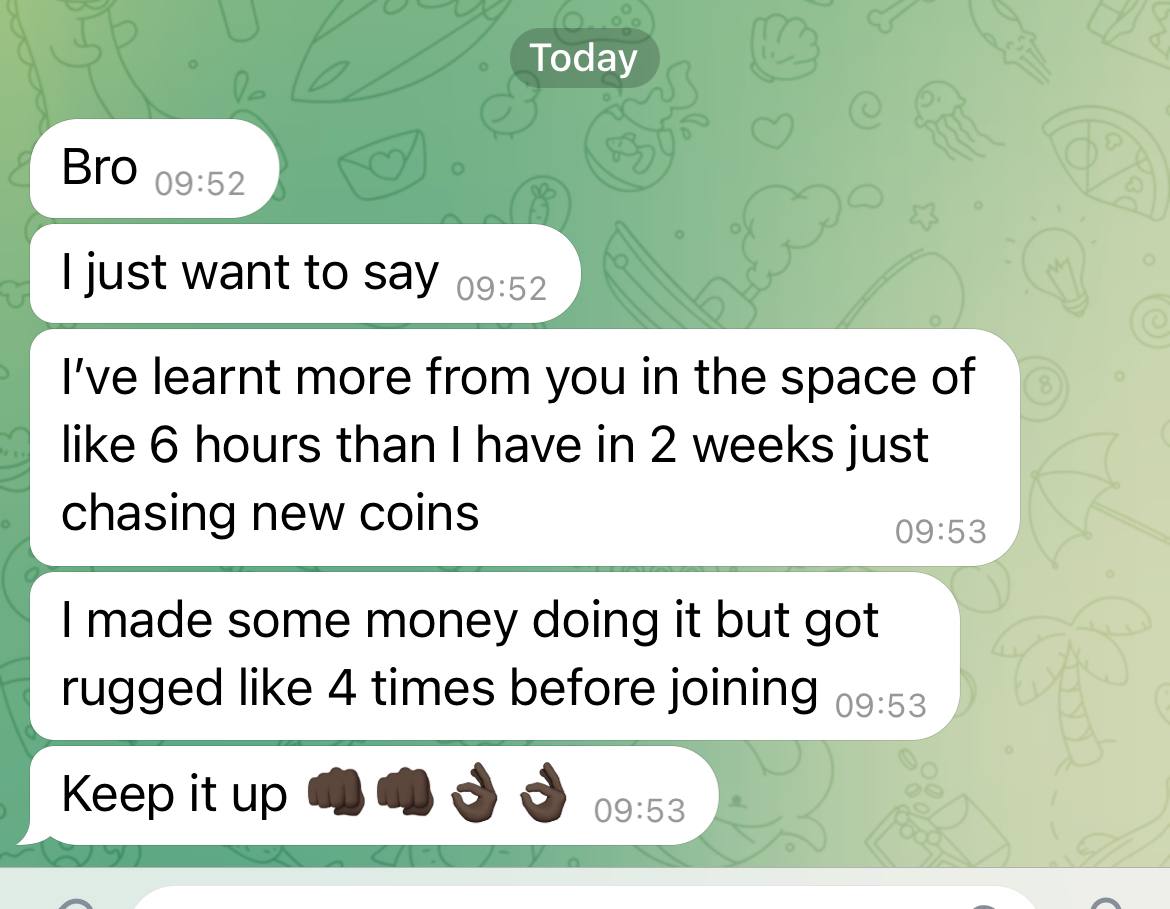 Today
Bro 09:52
I just want to say 09:52
I’ve learnt more from you in the space of
like 6 hours than I have in 2 weeks just
chasing new coins 09:53
I made some money doing it but got
rugged like 4 times before joining 09:53
Keep it up 👊🏿👊🏿👌🏿👌🏿 09:53